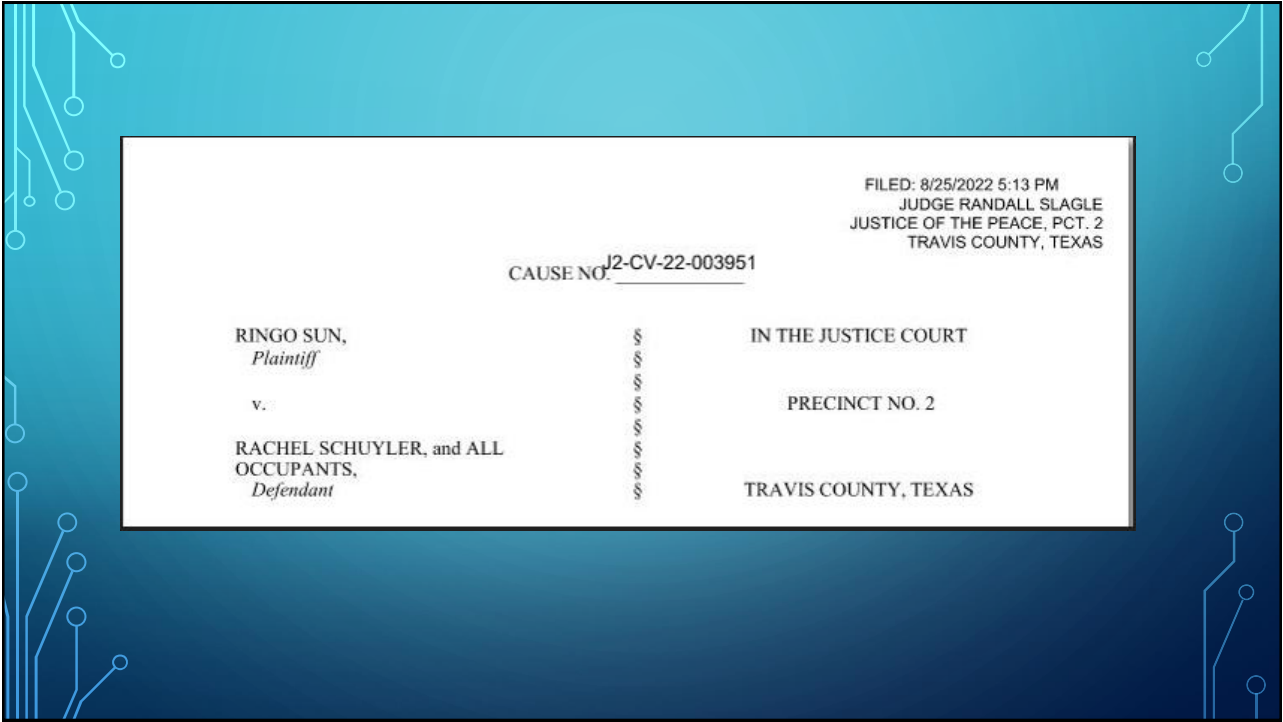 FILED: 8/25/2022 5:13 PM
JUDGE RANDALL SLAGLE
JUSTICE OF THE PEACE, PCT. 2
TRAVIS COUNTY, TEXAS
CAUSE NO. J2-CV-22-003951
RINGO SUN, § IN THE JUSTICE COURT
Plaintiff §
§
v. § PRECINCT NO. 2
§
RACHEL SCHUYLER, and ALL §
OCCUPANTS, §
Defendant § TRAVIS COUNTY, TEXAS